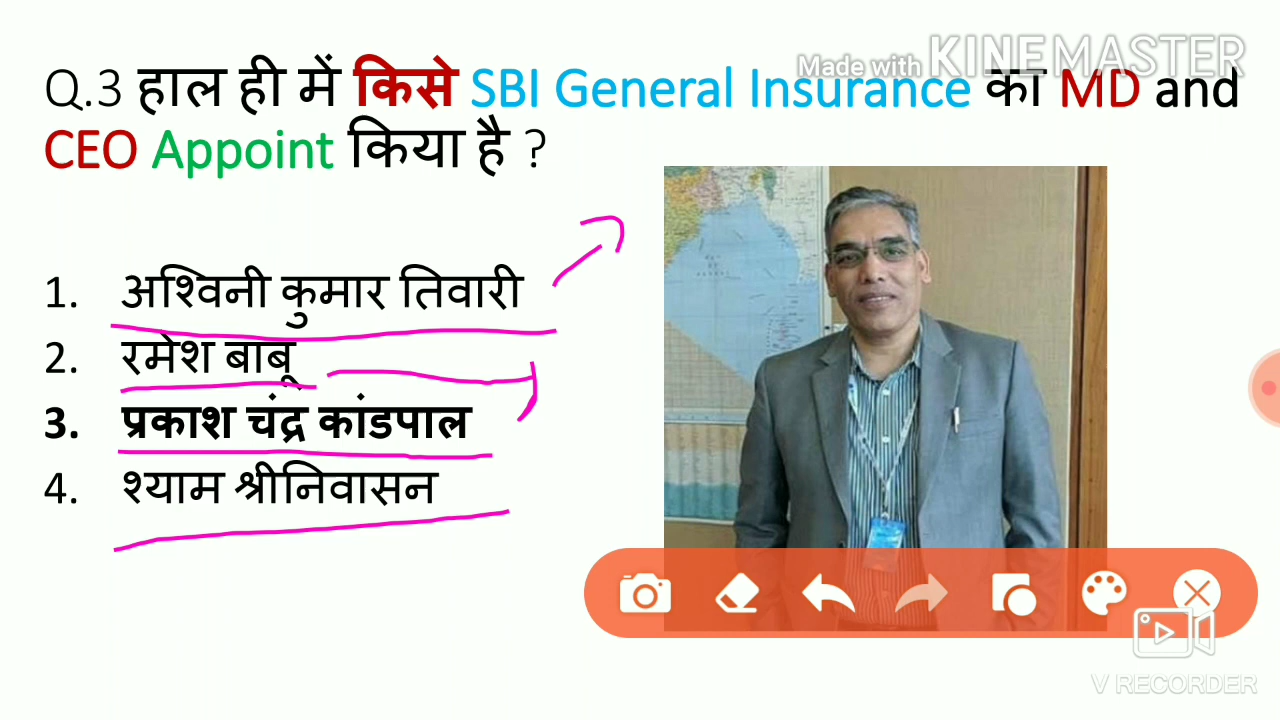 Made with KINEMASTER
Q.3 हाल ही में किसे SBI General Insurance का MD and
CEO Appoint किया है ?
1. अश्विनी कुमार तिवारी
2. रमेश बाबू
3. प्रकाश चंद्र कांडपाल
4. श्याम श्रीनिवासन
V RECORDER